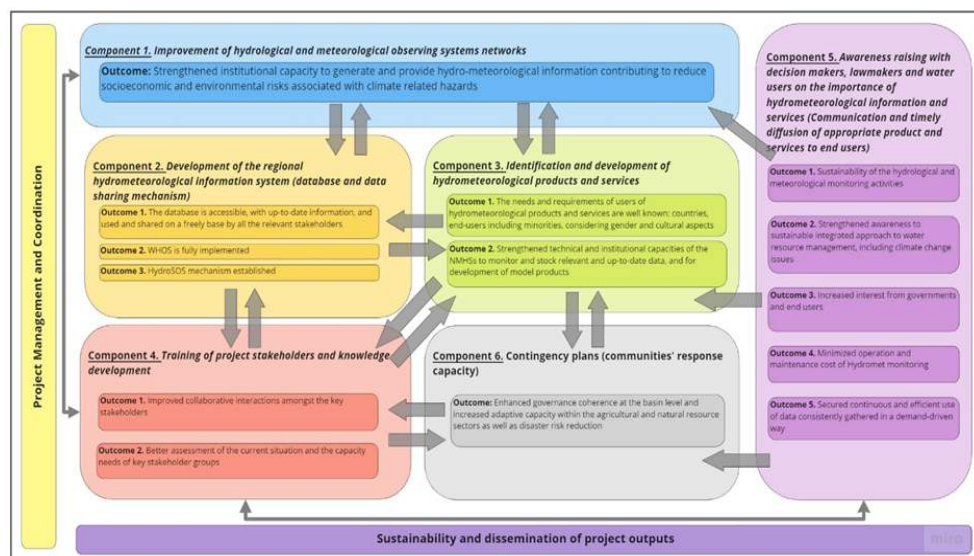 Project Management and Coordination
Component 1. Improvement of hydrological and meteorological observing systems networks
Outcome: Strengthened institutional capacity to generate and provide hydro-meteorological information contributing to reduce
socioeconomic and environmental risks associated with climate related hazards
Component 2. Development of the regional
hydrometeorological information system (database and data
sharing mechanism)
Outcome 1. The database is accessible, with up-to-date information, and
used and shared on a freely base by all the relevant stakeholders
Outcome 2. WHOS is fully implemented
Outcome 3. HydroSOS mechanism established
Component 3. Identification and development of
hydrometeorological products and services
Outcome 1. The needs and requirements of users of
hydrometeorological products and services are well known: countries,
end-users including minorities, considering gender and cultural aspects
Outcome 2. Strengthened technical and institutional capacities of the
NMHSs to monitor and stock relevant and up-to-date data, and for
development of model products
Component 4. Training of project stakeholders and knowledge
development
Outcome 1. Improved collaborative interactions amongst the key
stakeholders
Outcome 2. Better assessment of the current situation and the capacity
needs of key stakeholder groups
Component 6. Contingency plans (communities' response
capacity)
Outcome: Enhanced governance coherence at the basin level and
increased adaptive capacity within the agricultural and natural resource
sectors as well as disaster risk reduction
Component 5. Awareness raising with
decision makers, lawmakers and water
users on the importance of
hydrometeorological information and
services (Communication and timely
diffusion of appropriate product and
services to end users)
Outcome 1. Sustainability of the hydrological and
meteorological monitoring activities
Outcome 2. Strengthened awareness to
sustainable integrated approach to water
resource management, including climate change
issues
Outcome 3. Increased interest from governments
and end users
Outcome 4. Minimized operation and
maintenance cost of Hydromet monitoring
Outcome 5. Secured continuous and efficient use
of data consistently gathered in a demand-driven
way
Sustainability and dissemination of project outputs
miro